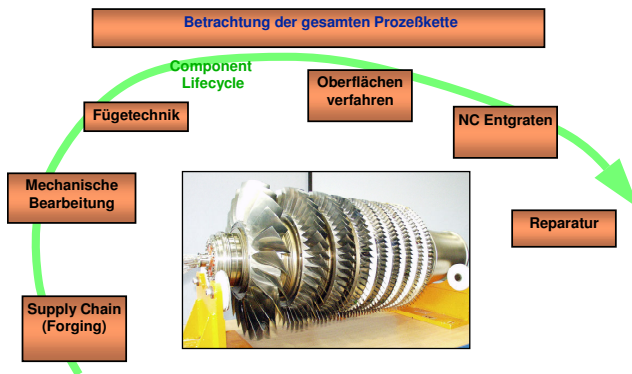 Betrachtung der gesamten Prozeßkette
Component
Lifecycle
Oberflächen
verfahren
Fügetechnik
NC Entgraten
Mechanische
Bearbeitung
Reparatur
Supply Chain
(Forging)